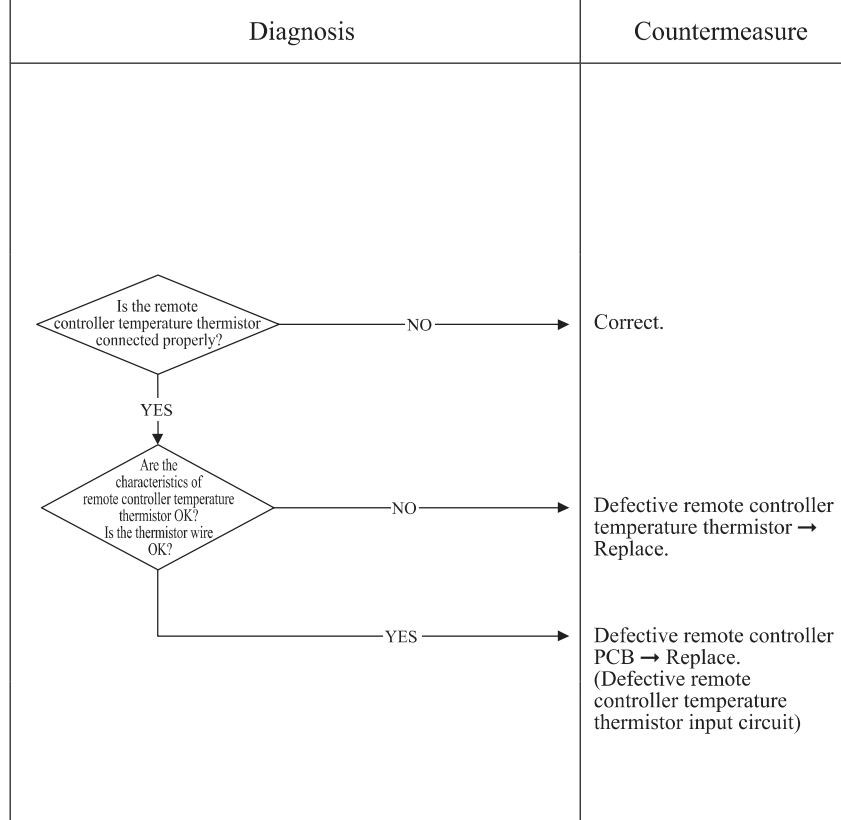 Diagnosis
Countermeasure
Is the remote
controller temperature thermistor
connected properly?
NO
Correct.
YES
Are the
characteristics of
remote controller temperature
thermistor OK?
Is the thermistor wire
OK?
NO
Defective remote controller
temperature thermistor →
Replace.
YES
Defective remote controller
PCB → Replace.
(Defective remote
controller temperature
thermistor input circuit)